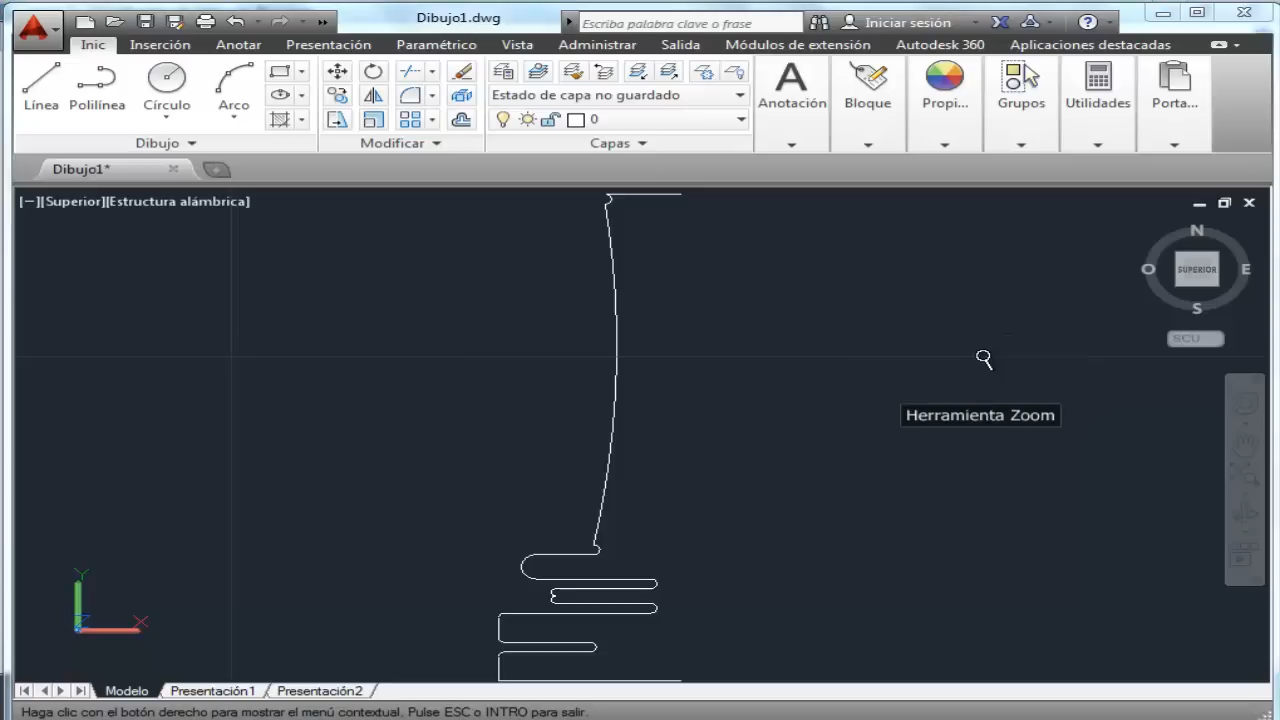 Dibujo1.dwg
Escriba palabra clave o frase
Iniciar sesión
Inic Inserción Anotar Presentación Paramétrico Vista Administrar Salida Módulos de extensión Autodesk 360 Aplicaciones destacadas
Línea Polilínea Círculo Arco
Estado de capa no guardado
0
Anotación Bloque Propi... Grupos Utilidades Porta...
Dibujo Modificar Capas
Dibujo1*
[−][Superior][Estructura alámbrica]
N
O SUPERIOR E
S
SCU
Herramienta Zoom
Y
Z X
Modelo Presentación1 Presentación2
Haga clic con el botón derecho para mostrar el menú contextual. Pulse ESC o INTRO para salir.